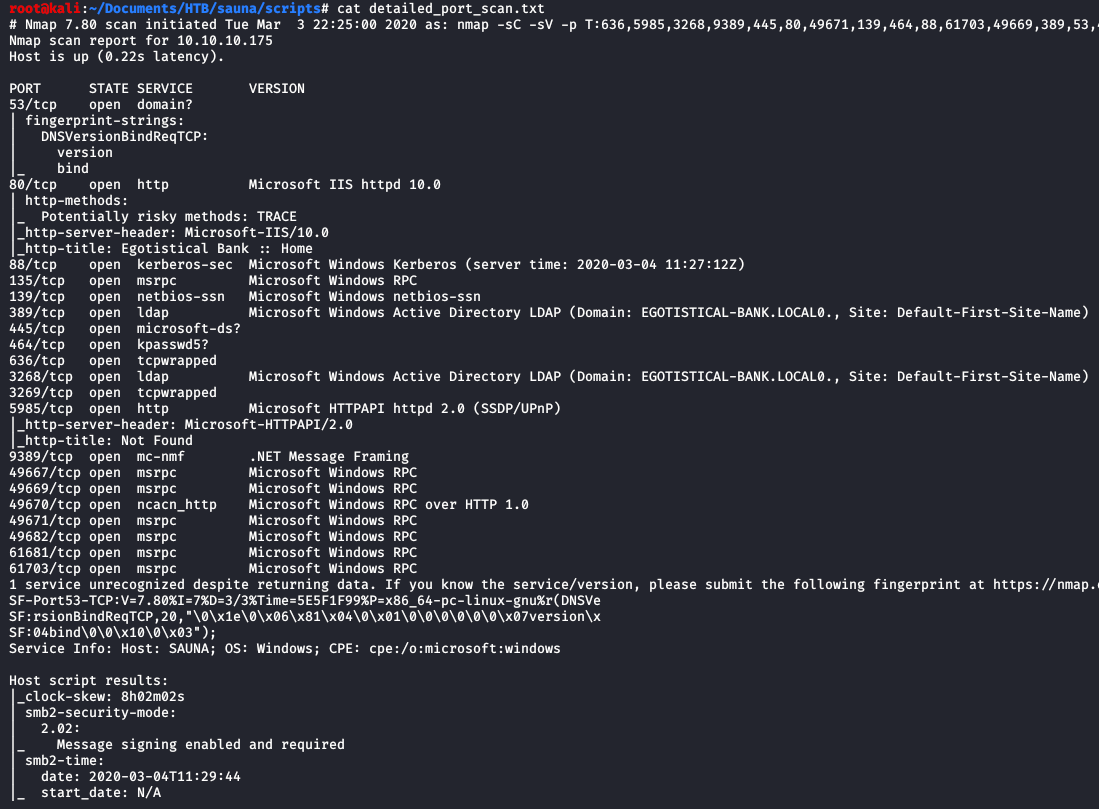 root@kali:~/Documents/HTB/sauna/scripts# cat detailed_port_scan.txt
# Nmap 7.80 scan initiated Tue Mar  3 22:25:00 2020 as: nmap -sC -sV -p T:636,5985,3268,9389,445,80,49671,139,464,88,61703,49669,389,53,
Nmap scan report for 10.10.10.175
Host is up (0.22s latency).

PORT      STATE SERVICE       VERSION
53/tcp    open  domain?
| fingerprint-strings:
|   DNSVersionBindReqTCP:
|     version
|_    bind
80/tcp    open  http          Microsoft IIS httpd 10.0
| http-methods:
|_  Potentially risky methods: TRACE
|_http-server-header: Microsoft-IIS/10.0
|_http-title: Egotistical Bank :: Home
88/tcp    open  kerberos-sec  Microsoft Windows Kerberos (server time: 2020-03-04 11:27:12Z)
135/tcp   open  msrpc         Microsoft Windows RPC
139/tcp   open  netbios-ssn   Microsoft Windows netbios-ssn
389/tcp   open  ldap          Microsoft Windows Active Directory LDAP (Domain: EGOTISTICAL-BANK.LOCAL0., Site: Default-First-Site-Name)
445/tcp   open  microsoft-ds?
464/tcp   open  kpasswd5?
636/tcp   open  tcpwrapped
3268/tcp  open  ldap          Microsoft Windows Active Directory LDAP (Domain: EGOTISTICAL-BANK.LOCAL0., Site: Default-First-Site-Name)
3269/tcp  open  tcpwrapped
5985/tcp  open  http          Microsoft HTTPAPI httpd 2.0 (SSDP/UPnP)
|_http-server-header: Microsoft-HTTPAPI/2.0
|_http-title: Not Found
9389/tcp  open  mc-nmf        .NET Message Framing
49667/tcp open  msrpc         Microsoft Windows RPC
49669/tcp open  msrpc         Microsoft Windows RPC
49670/tcp open  ncacn_http    Microsoft Windows RPC over HTTP 1.0
49671/tcp open  msrpc         Microsoft Windows RPC
49682/tcp open  msrpc         Microsoft Windows RPC
61681/tcp open  msrpc         Microsoft Windows RPC
61703/tcp open  msrpc         Microsoft Windows RPC
1 service unrecognized despite returning data. If you know the service/version, please submit the following fingerprint at https://nmap.
SF-Port53-TCP:V=7.80%I=7%D=3/3%Time=5E5F1F99%P=x86_64-pc-linux-gnu%r(DNSVe
SF:rsionBindReqTCP,20,"\0\x1e\0\x06\x81\x04\0\x01\0\0\0\0\0\0\x07version\x
SF:04bind\0\0\x10\0\x03");
Service Info: Host: SAUNA; OS: Windows; CPE: cpe:/o:microsoft:windows

Host script results:
|_clock-skew: 8h02m02s
| smb2-security-mode:
|   2.02:
|_    Message signing enabled and required
| smb2-time:
|   date: 2020-03-04T11:29:44
|_  start_date: N/A